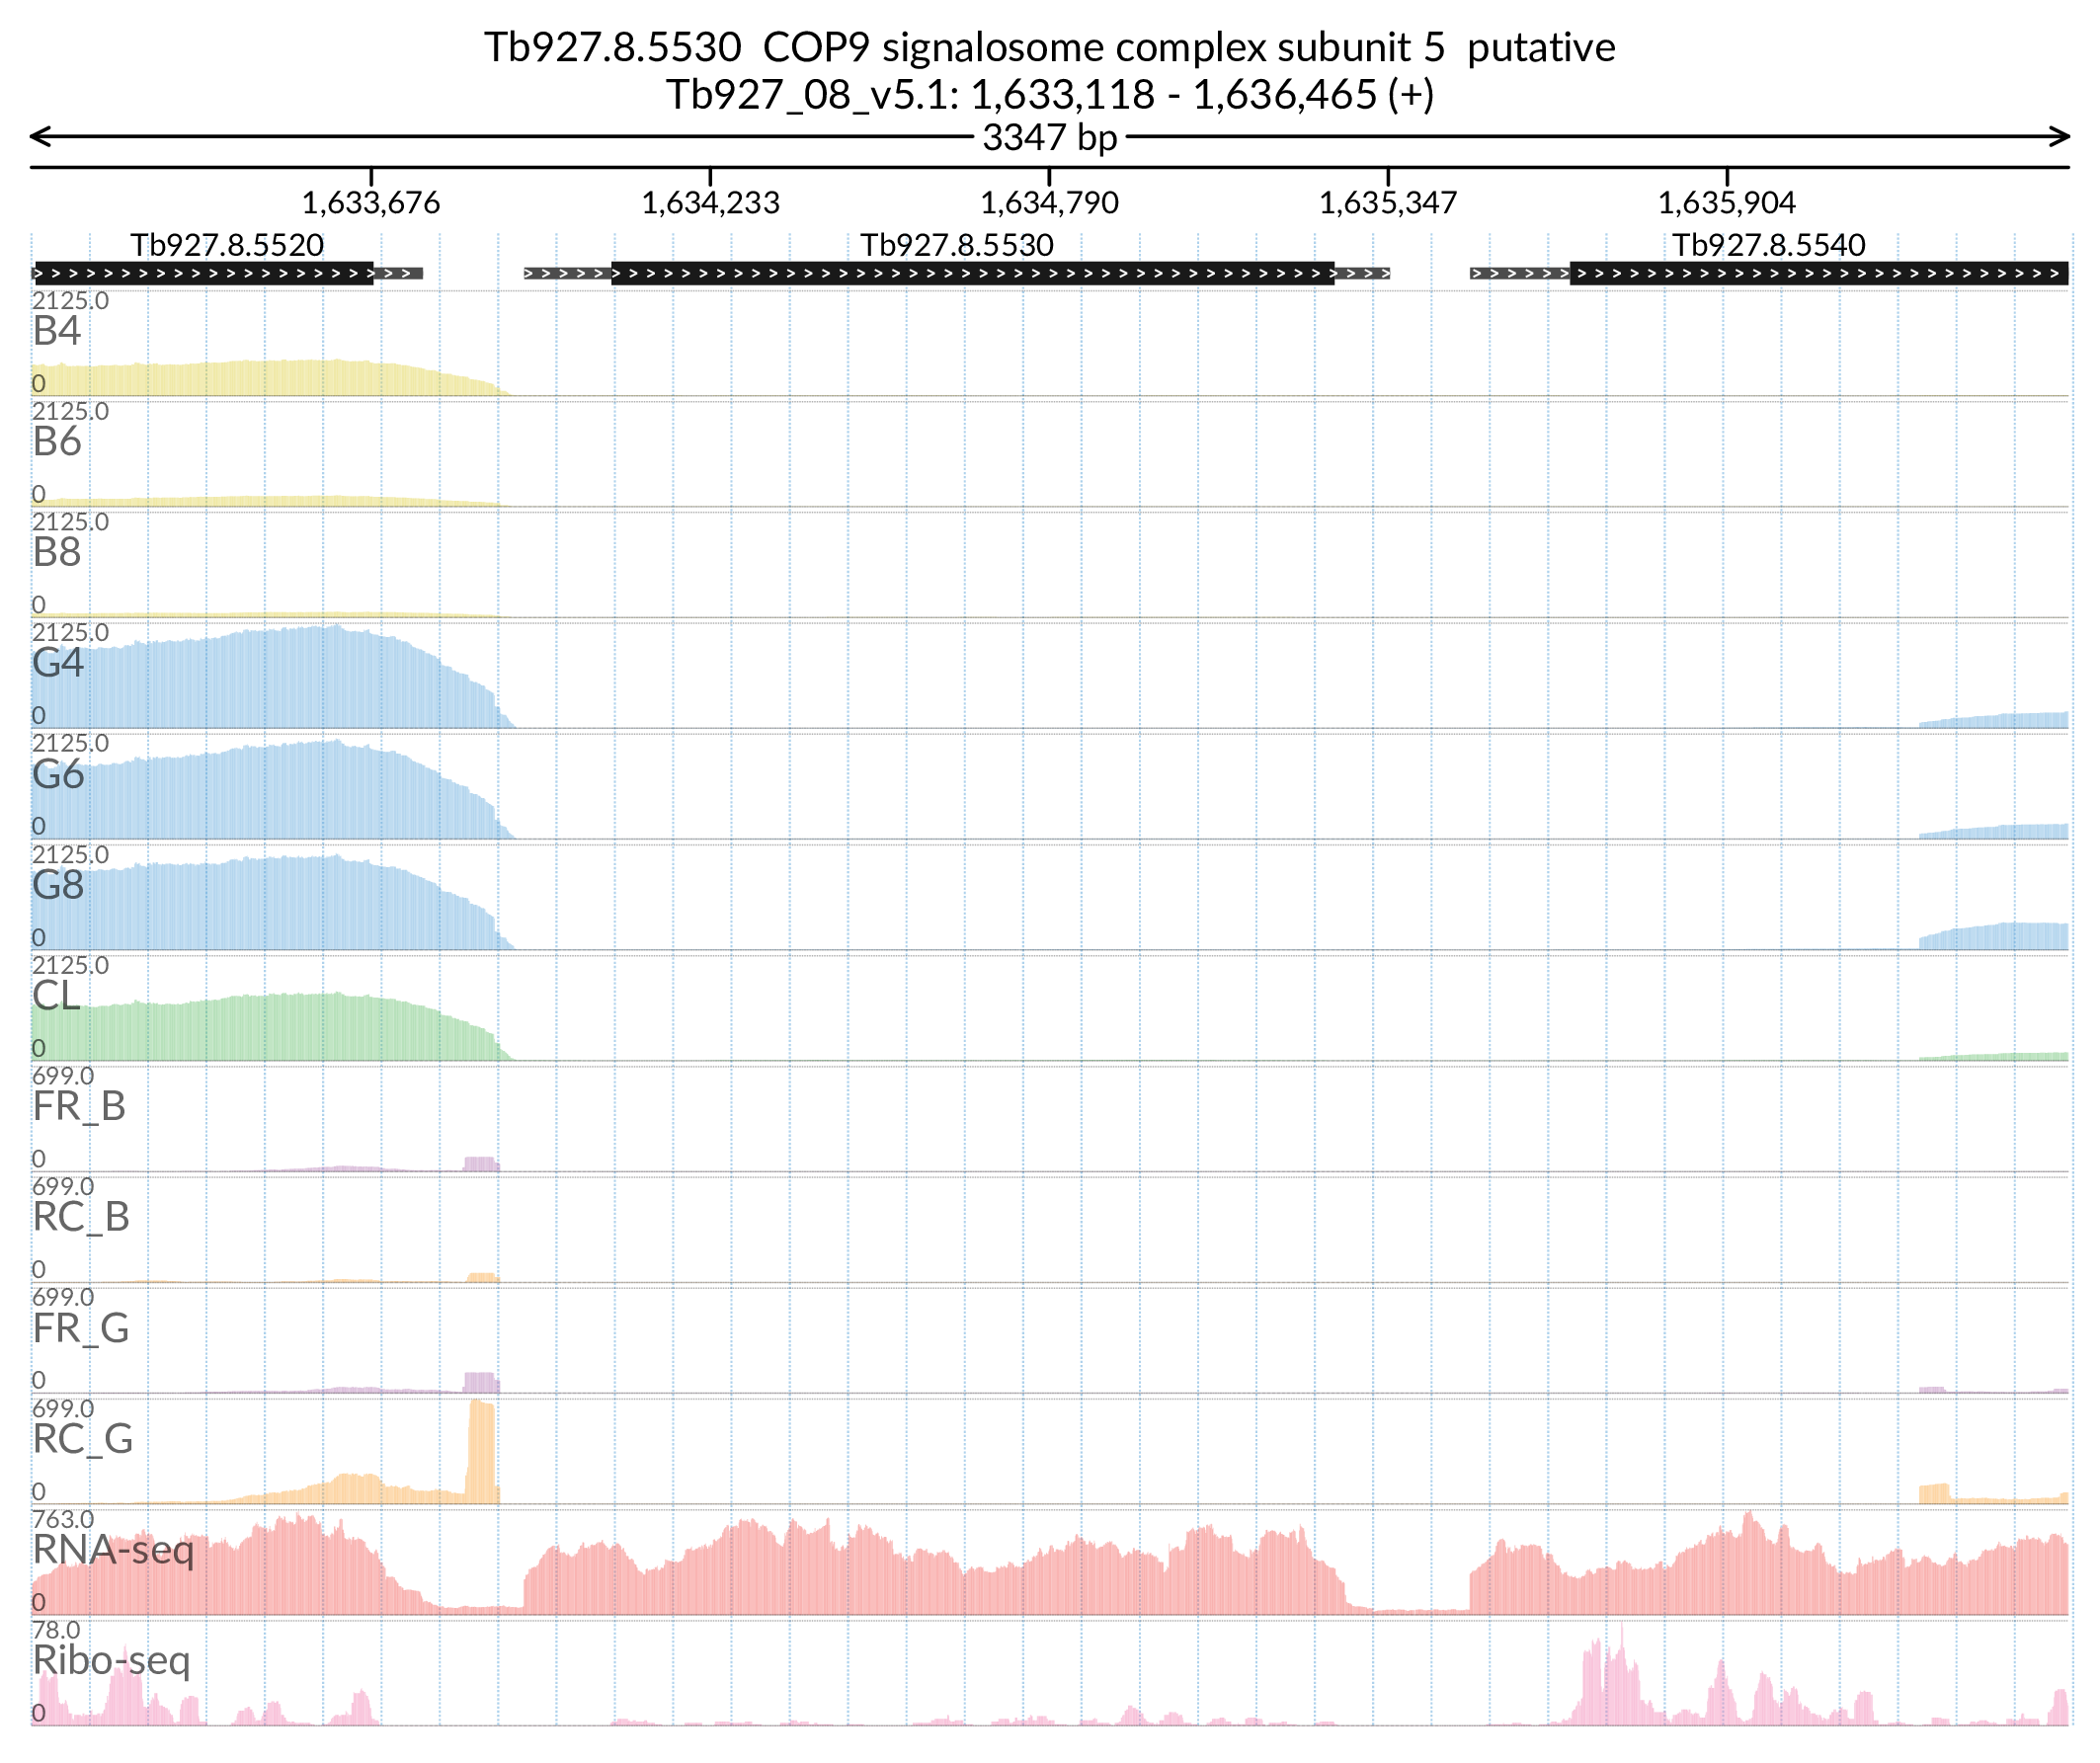 Tb927.8.5530  COP9 signalosome complex subunit 5  putative
Tb927_08_v5.1: 1,633,118 - 1,636,465 (+)
3347 bp
1,633,676 1,634,233 1,634,790 1,635,347 1,635,904
Tb927.8.5520 Tb927.8.5530 Tb927.8.5540
2125.0
B4
0
2125.0
B6
0
2125.0
B8
0
2125.0
G4
0
2125.0
G6
0
2125.0
G8
0
2125.0
CL
0
699.0
FR_B
0
699.0
RC_B
0
699.0
FR_G
0
699.0
RC_G
0
763.0
RNA-seq
0
78.0
Ribo-seq
0